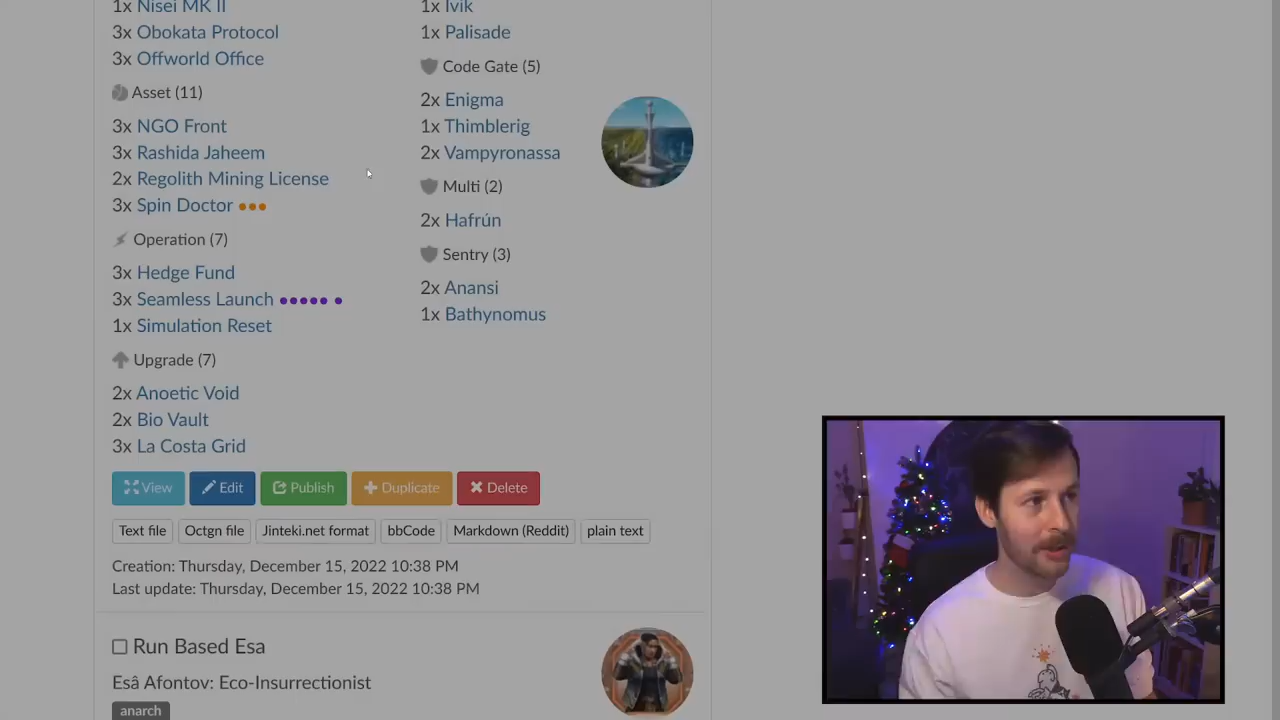 1x Nisei MK II
3x Obokata Protocol
3x Offworld Office
Asset (11)
3x NGO Front
3x Rashida Jaheem
2x Regolith Mining License
3x Spin Doctor
Operation (7)
3x Hedge Fund
3x Seamless Launch
1x Simulation Reset
Upgrade (7)
2x Anoetic Void
2x Bio Vault
3x La Costa Grid
1x Ivik
1x Palisade
Code Gate (5)
2x Enigma
1x Thimblerig
2x Vampyronassa
Multi (2)
2x Hafrún
Sentry (3)
2x Anansi
1x Bathynomus
View Edit Publish Duplicate Delete
Text file Octgn file Jinteki.net format bbCode Markdown (Reddit) plain text
Creation: Thursday, December 15, 2022 10:38 PM
Last update: Thursday, December 15, 2022 10:38 PM
Run Based Esa
Esâ Afontov: Eco-Insurrectionist
anarch